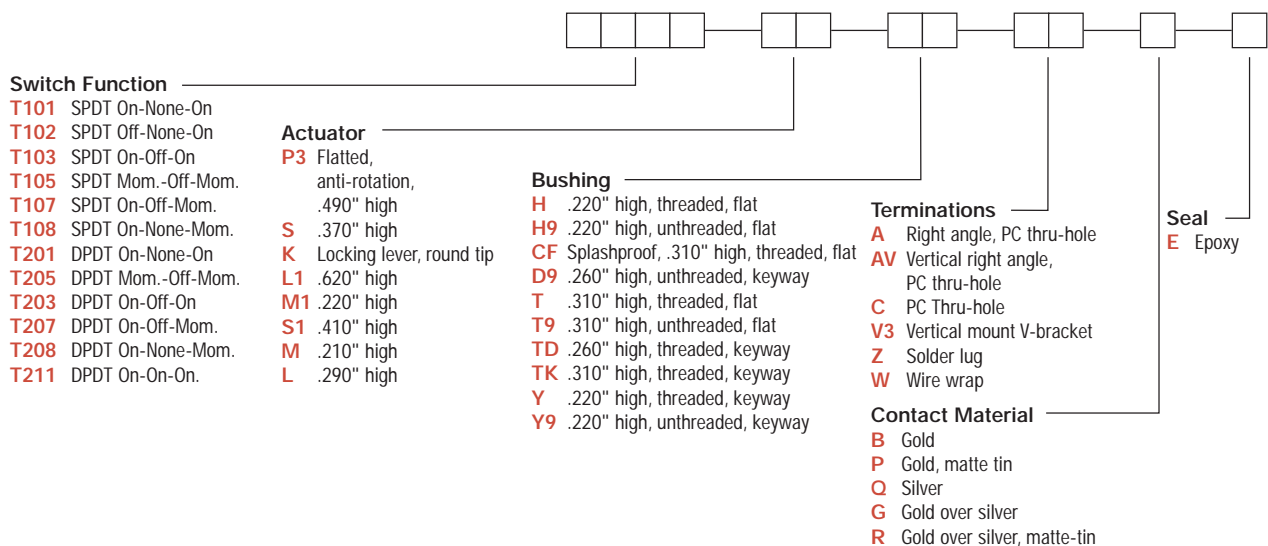 Switch Function
T101 SPDT On-None-On
T102 SPDT Off-None-On
T103 SPDT On-Off-On
T105 SPDT Mom.-Off-Mom.
T107 SPDT On-Off-Mom.
T108 SPDT On-None-Mom.
T201 DPDT On-None-On
T205 DPDT Mom.-Off-Mom.
T203 DPDT On-Off-On
T207 DPDT On-Off-Mom.
T208 DPDT On-None-Mom.
T211 DPDT On-On-On.
Actuator
P3 Flatted,
anti-rotation,
.490" high
S .370" high
K Locking lever, round tip
L1 .620" high
M1 .220" high
S1 .410" high
M .210" high
L .290" high
Bushing
H .220" high, threaded, flat
H9 .220" high, unthreaded, flat
CF Splashproof, .310" high, threaded, flat
D9 .260" high, unthreaded, keyway
T .310" high, threaded, flat
T9 .310" high, unthreaded, flat
TD .260" high, threaded, keyway
TK .310" high, threaded, keyway
Y .220" high, threaded, keyway
Y9 .220" high, unthreaded, keyway
Terminations
A Right angle, PC thru-hole
AV Vertical right angle,
PC thru-hole
C PC Thru-hole
V3 Vertical mount V-bracket
Z Solder lug
W Wire wrap
Contact Material
B Gold
P Gold, matte tin
Q Silver
G Gold over silver
R Gold over silver, matte-tin
Seal
E Epoxy